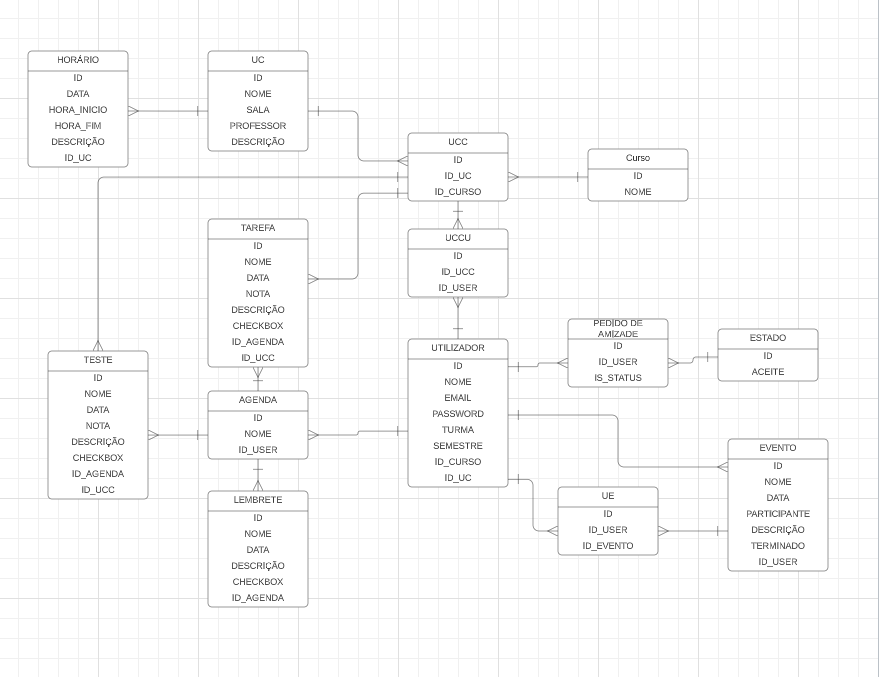 HORÁRIO
ID
DATA
HORA_INICIO
HORA_FIM
DESCRIÇÃO
ID_UC
UC
ID
NOME
SALA
PROFESSOR
DESCRIÇÃO
UCC
ID
ID_UC
ID_CURSO
Curso
ID
NOME
TAREFA
ID
NOME
DATA
NOTA
DESCRIÇÃO
CHECKBOX
ID_AGENDA
ID_UCC
UCCU
ID
ID_UCC
ID_USER
TESTE
ID
NOME
DATA
NOTA
DESCRIÇÃO
CHECKBOX
ID_AGENDA
ID_UCC
AGENDA
ID
NOME
ID_USER
UTILIZADOR
ID
NOME
EMAIL
PASSWORD
TURMA
SEMESTRE
ID_CURSO
ID_UC
PEDIDO DE
AMIZADE
ID
ID_USER
IS_STATUS
ESTADO
ID
ACEITE
LEMBRETE
ID
NOME
DATA
DESCRIÇÃO
CHECKBOX
ID_AGENDA
UE
ID
ID_USER
ID_EVENTO
EVENTO
ID
NOME
DATA
PARTICIPANTE
DESCRIÇÃO
TERMINADO
ID_USER